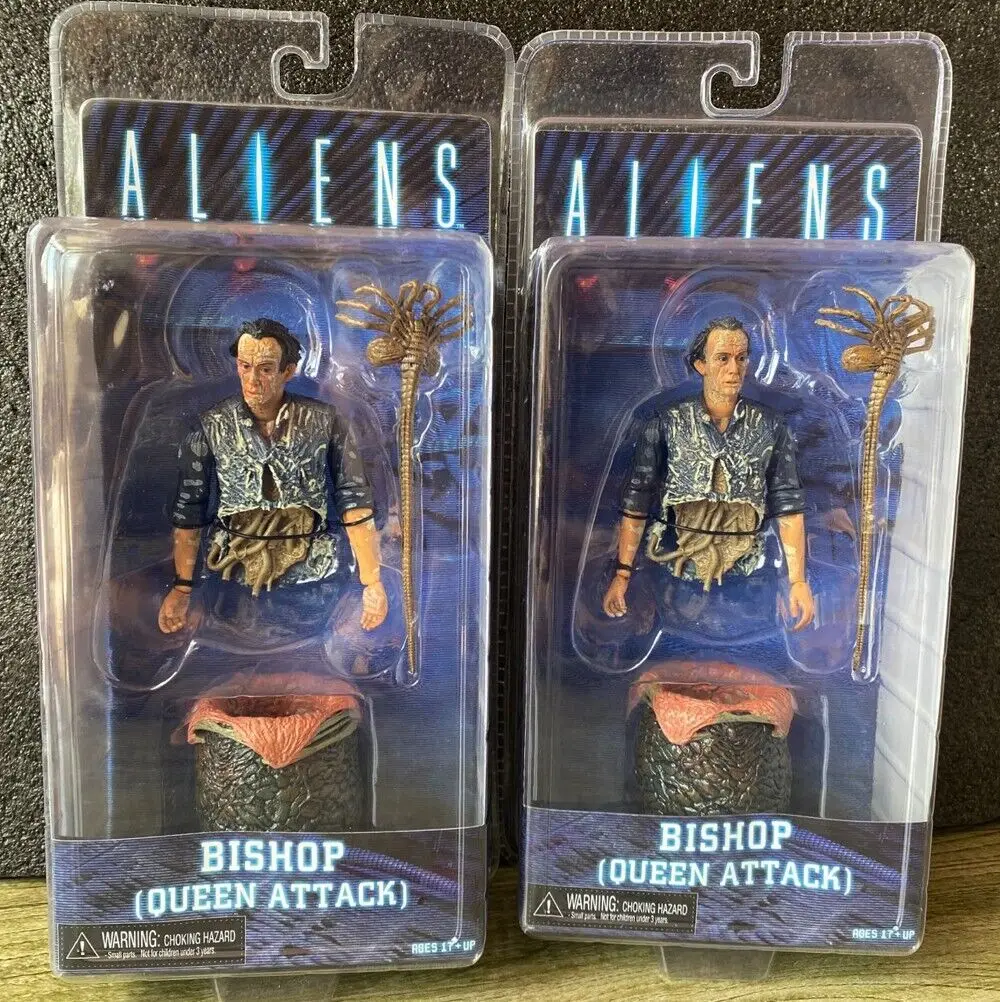 ALIENS™
BISHOP
(QUEEN ATTACK)
WARNING: CHOKING HAZARD
-Small parts. Not for children under 3 years.
AGES 17+UP
ALIENS
BISHOP
(QUEEN ATTACK)
WARNING: CHOKING HAZARD
-Small parts. Not for children under 3 years.
AGES 17+UP